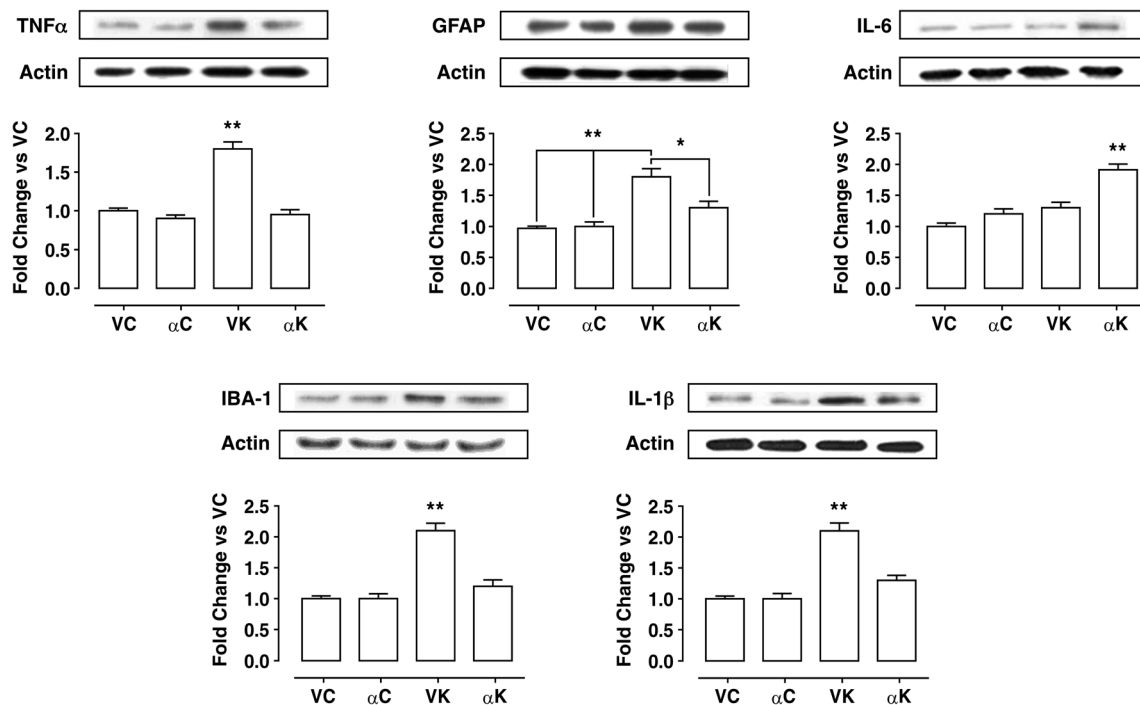 TNFα
Actin
Fold Change vs VC
2.0
1.5
1.0
0.5
0.0
**
VC αC VK αK
GFAP
Actin
Fold Change vs VC
2.5
2.0
1.5
1.0
0.5
0.0
**
*
VC αC VK αK
IL-6
Actin
Fold Change vs VC
2.5
2.0
1.5
1.0
0.5
0.0
**
VC αC VK αK
IBA-1
Actin
Fold Change vs VC
2.5
2.0
1.5
1.0
0.5
0.0
**
VC αC VK αK
IL-1β
Actin
Fold Change vs VC
2.5
2.0
1.5
1.0
0.5
0.0
**
VC αC VK αK